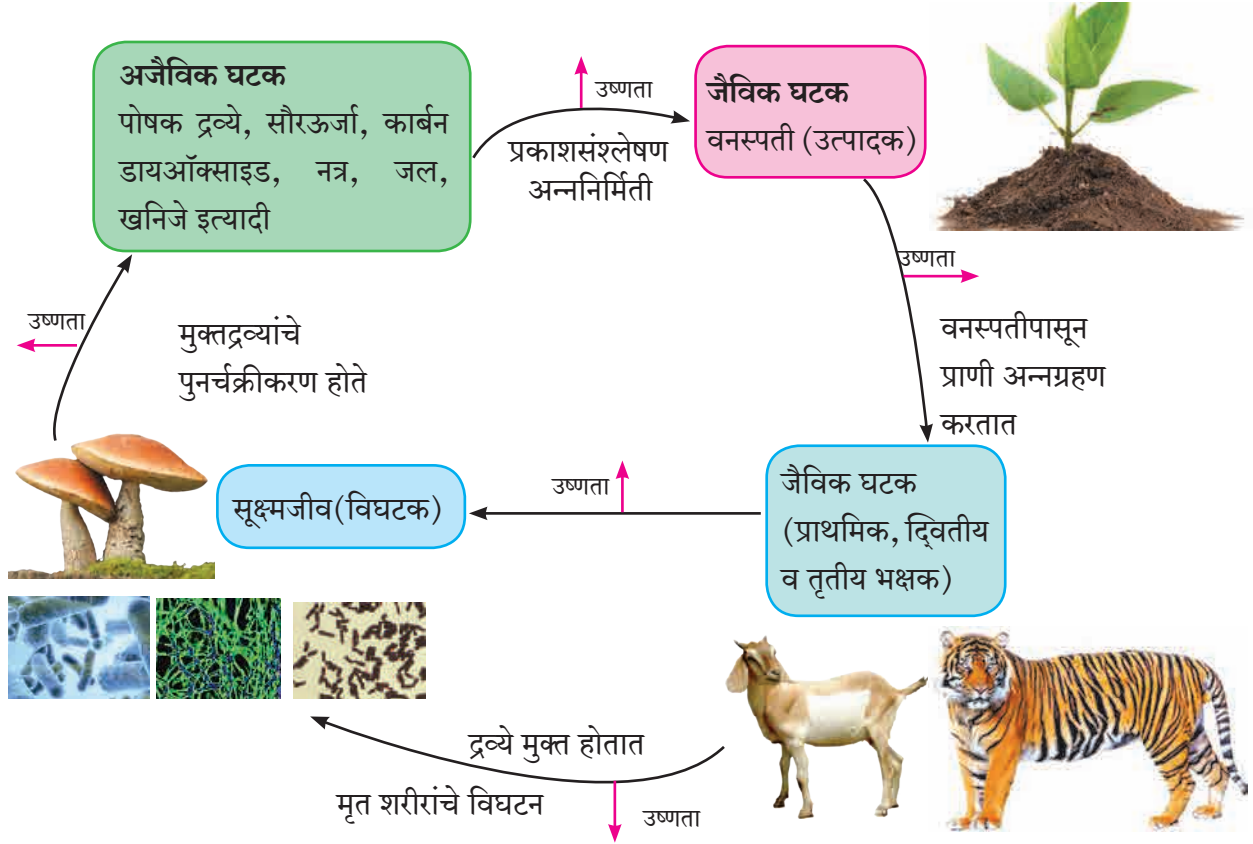 अजैविक घटक
पोषक द्रव्ये, सौरऊर्जा, कार्बन
डायऑक्साइड, नत्र, जल,
खनिजे इत्यादी
उष्णता
प्रकाशसंश्लेषण
अन्ननिर्मिती
जैविक घटक
वनस्पती (उत्पादक)
उष्णता
वनस्पतीपासून
प्राणी अन्नग्रहण
करतात
जैविक घटक
(प्राथमिक, द्वितीय
व तृतीय भक्षक)
उष्णता
सूक्ष्मजीव(विघटक)
द्रव्ये मुक्त होतात
मृत शरीरांचे विघटन
उष्णता
उष्णता
मुक्तद्रव्यांचे
पुनर्चक्रीकरण होते